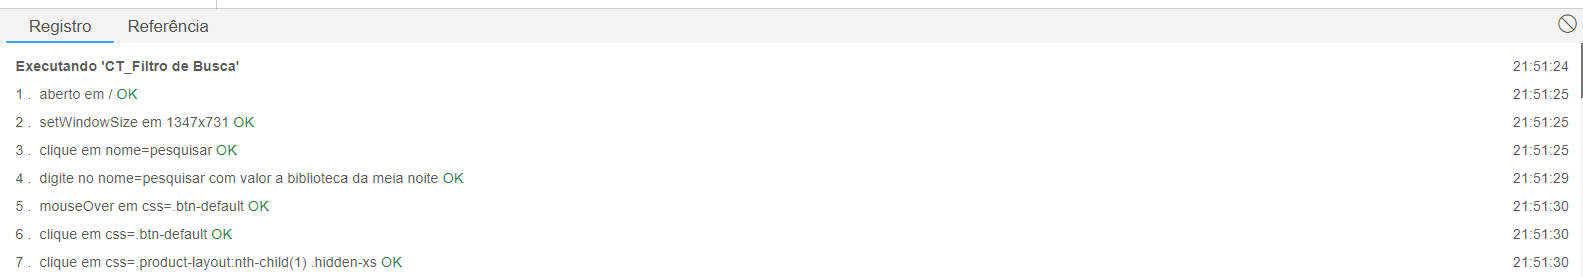 Registro Referência
Executando 'CT_Filtro de Busca' 21:51:24
1 . aberto em / OK 21:51:25
2 . setWindowSize em 1347x731 OK 21:51:25
3 . clique em nome=pesquisar OK 21:51:25
4 . digite no nome=pesquisar com valor a biblioteca da meia noite OK 21:51:29
5 . mouseOver em css=.btn-default OK 21:51:30
6 . clique em css=.btn-default OK 21:51:30
7 . clique em css=.product-layout:nth-child(1) .hidden-xs OK 21:51:30